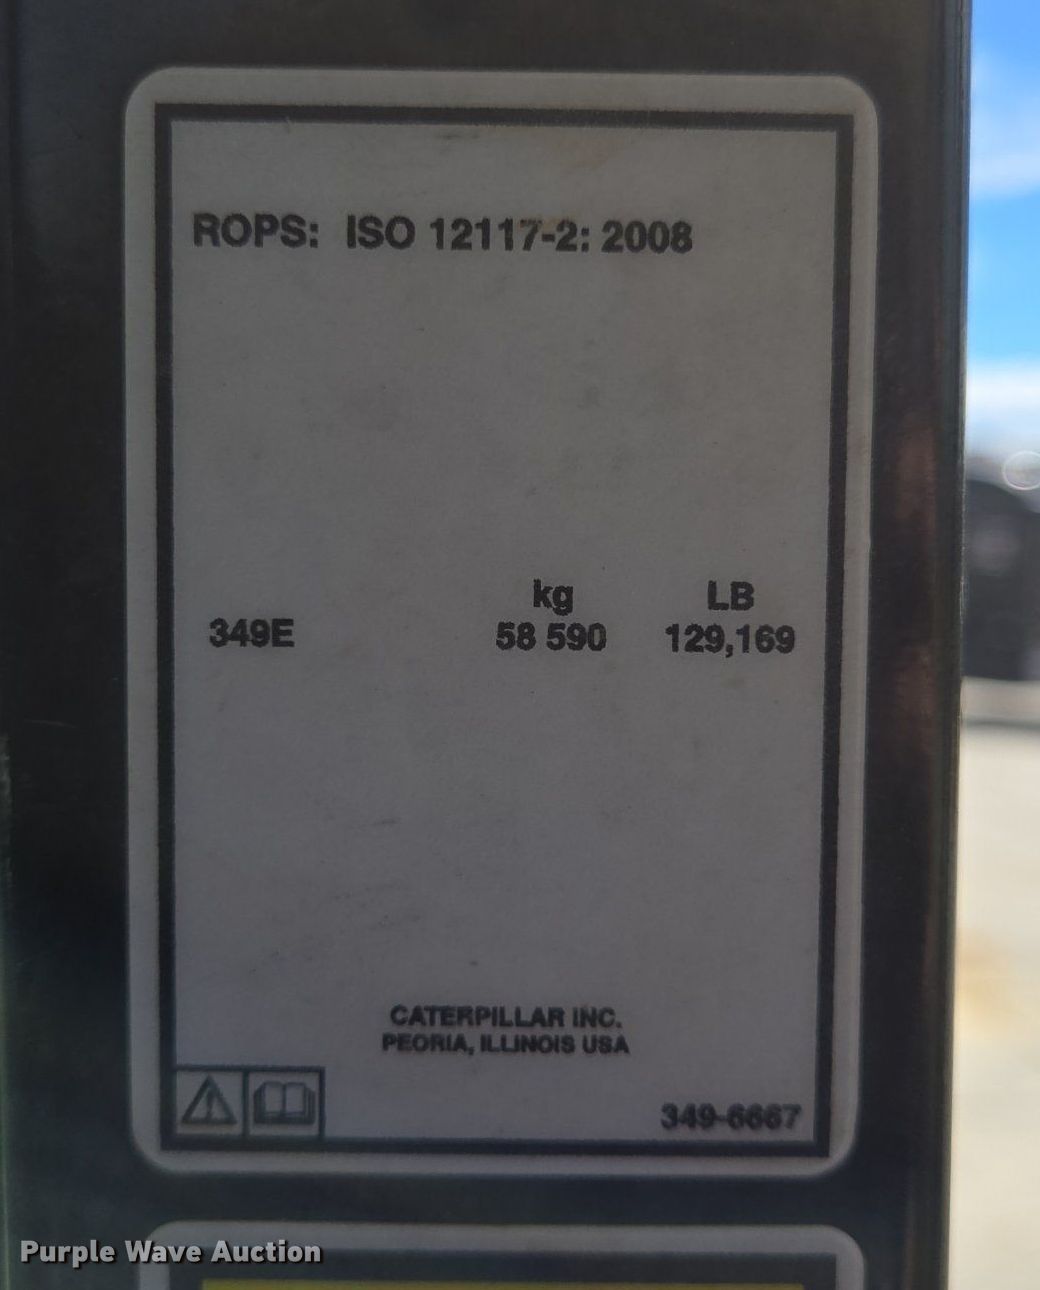 ROPS: ISO 12117-2: 2008
kg LB
349E 58 590 129,169
CATERPILLAR INC.
PEORIA, ILLINOIS USA
349-6667
Purple Wave Auction